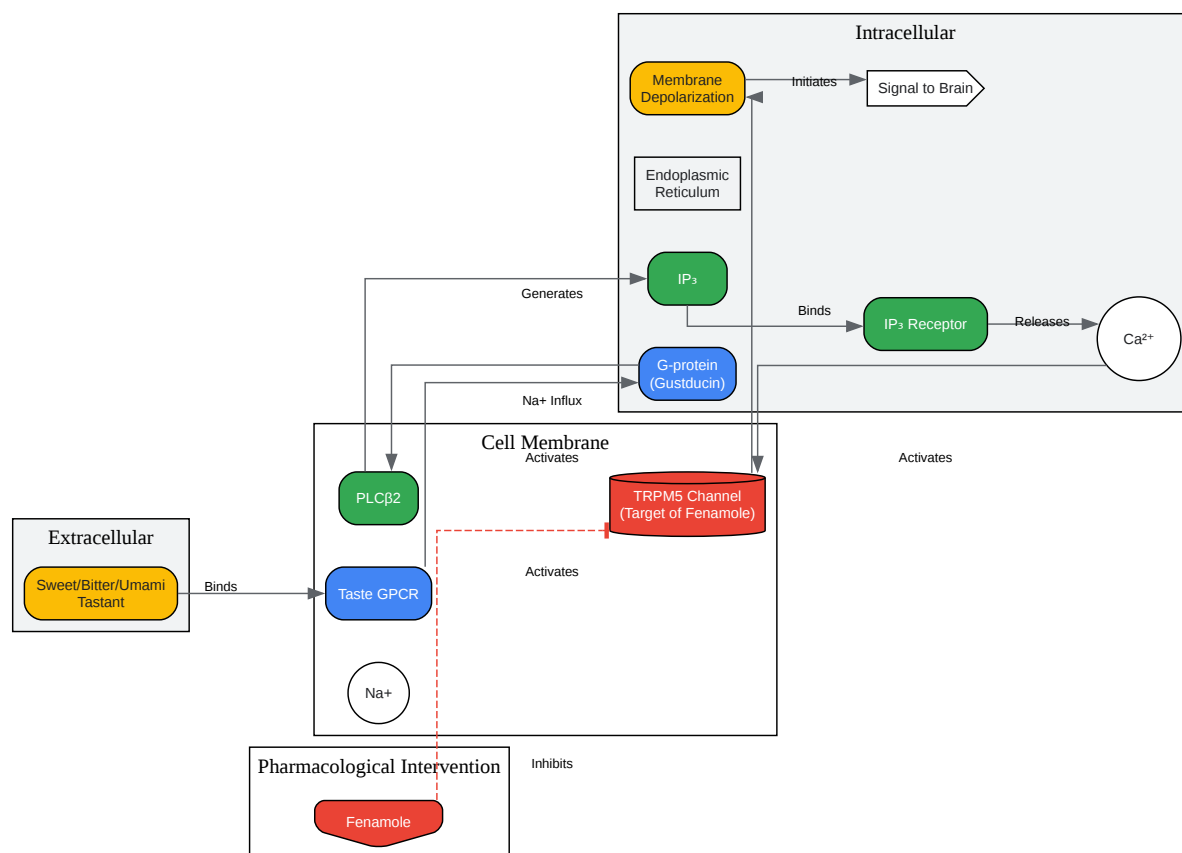 Intracellular
Membrane
Depolarization
Initiates
Signal to Brain
Endoplasmic
Reticulum
IP₃
Generates
Binds
IP₃ Receptor
Releases
Ca²⁺
G-protein
(Gustducin)
Na+ Influx
Cell Membrane
Activates
Activates
PLCβ2
TRPM5 Channel
(Target of Fenamole)
Extracellular
Sweet/Bitter/Umami
Tastant
Binds
Taste GPCR
Activates
Na+
Pharmacological Intervention
Inhibits
Fenamole